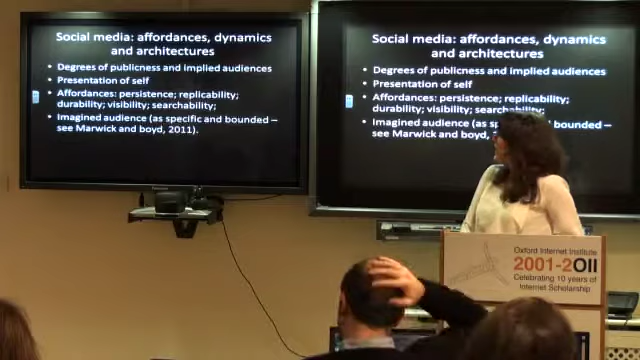 Social media: affordances, dynamics
and architectures
• Degrees of publicness and implied audiences
• Presentation of self
• Affordances: persistence; replicability;
durability; visibility; searchability;
• Imagined audience (as specific and bounded –
see Marwick and boyd, 2011).
Social media: affordances, dynamics
and architectures
• Degrees of publicness and implied audiences
• Presentation of self
• Affordances: persistence; replicability;
durability; visibility; searchability;
• Imagined audience (as sp bounded –
see Marwick and boyd,
Oxford Internet Institute
2001-2OII
Celebrating 10 years of
Internet Scholarship